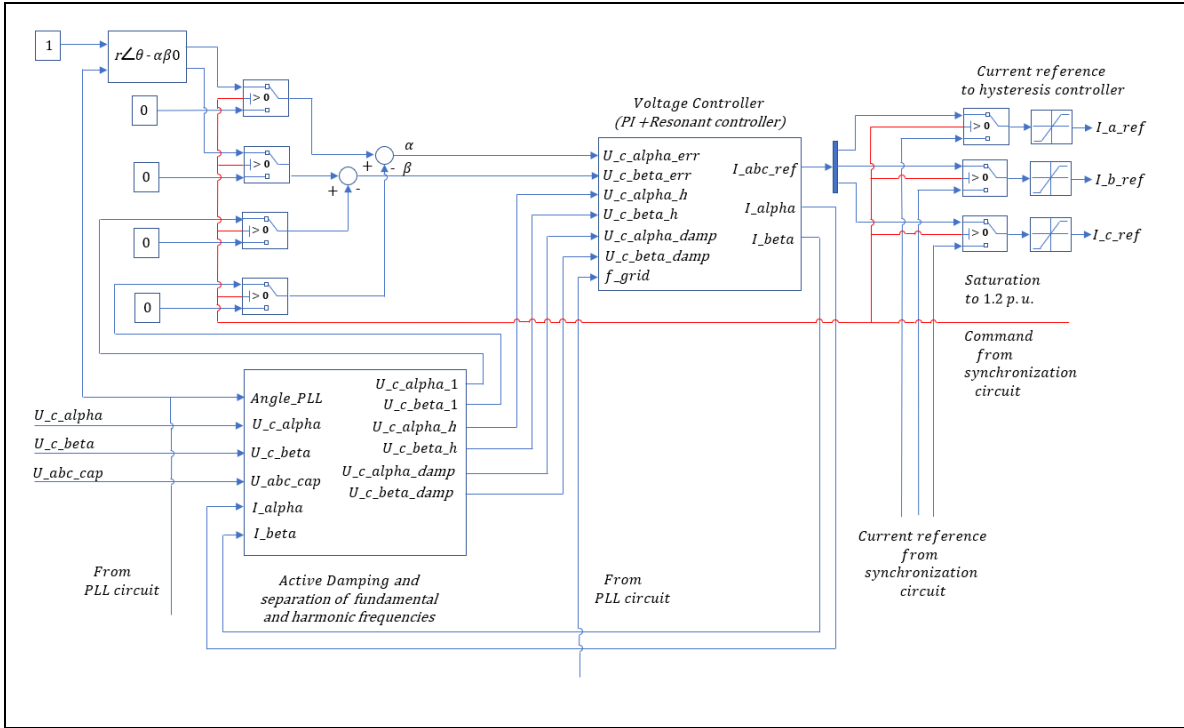 1
r∠θ - αβ0
> 0
0
> 0
0
> 0
0
> 0
0
α
β
+
-
+
-
Voltage Controller
(PI +Resonant controller)
U_c_alpha_err
U_c_beta_err
U_c_alpha_h
U_c_beta_h
U_c_alpha_damp
U_c_beta_damp
f_grid
I_abc_ref
I_alpha
I_beta
Current reference
to hysteresis controller
> 0
I_a_ref
> 0
I_b_ref
> 0
I_c_ref
Saturation
to 1.2 p. u.
Command
from
synchronization
circuit
U_c_alpha
U_c_beta
U_abc_cap
Angle_PLL
U_c_alpha
U_c_beta
U_abc_cap
I_alpha
I_beta
U_c_alpha_1
U_c_beta_1
U_c_alpha_h
U_c_beta_h
U_c_alpha_damp
U_c_beta_damp
From
PLL circuit
Active Damping and
separation of fundamental
and harmonic frequencies
From
PLL circuit
Current reference
from
synchronization
circuit